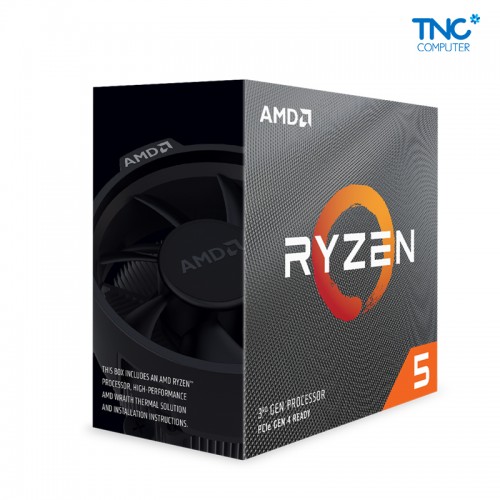 TNC
COMPUTER
AMD
AMD
AMD
RYZEN
5
3rd GEN PROCESSOR
PCIe GEN 4 READY
THIS BOX INCLUDES AN AMD RYZEN™
PROCESSOR, HIGH-PERFORMANCE
AMD WRAITH THERMAL SOLUTION
AND INSTALLATION INSTRUCTIONS.